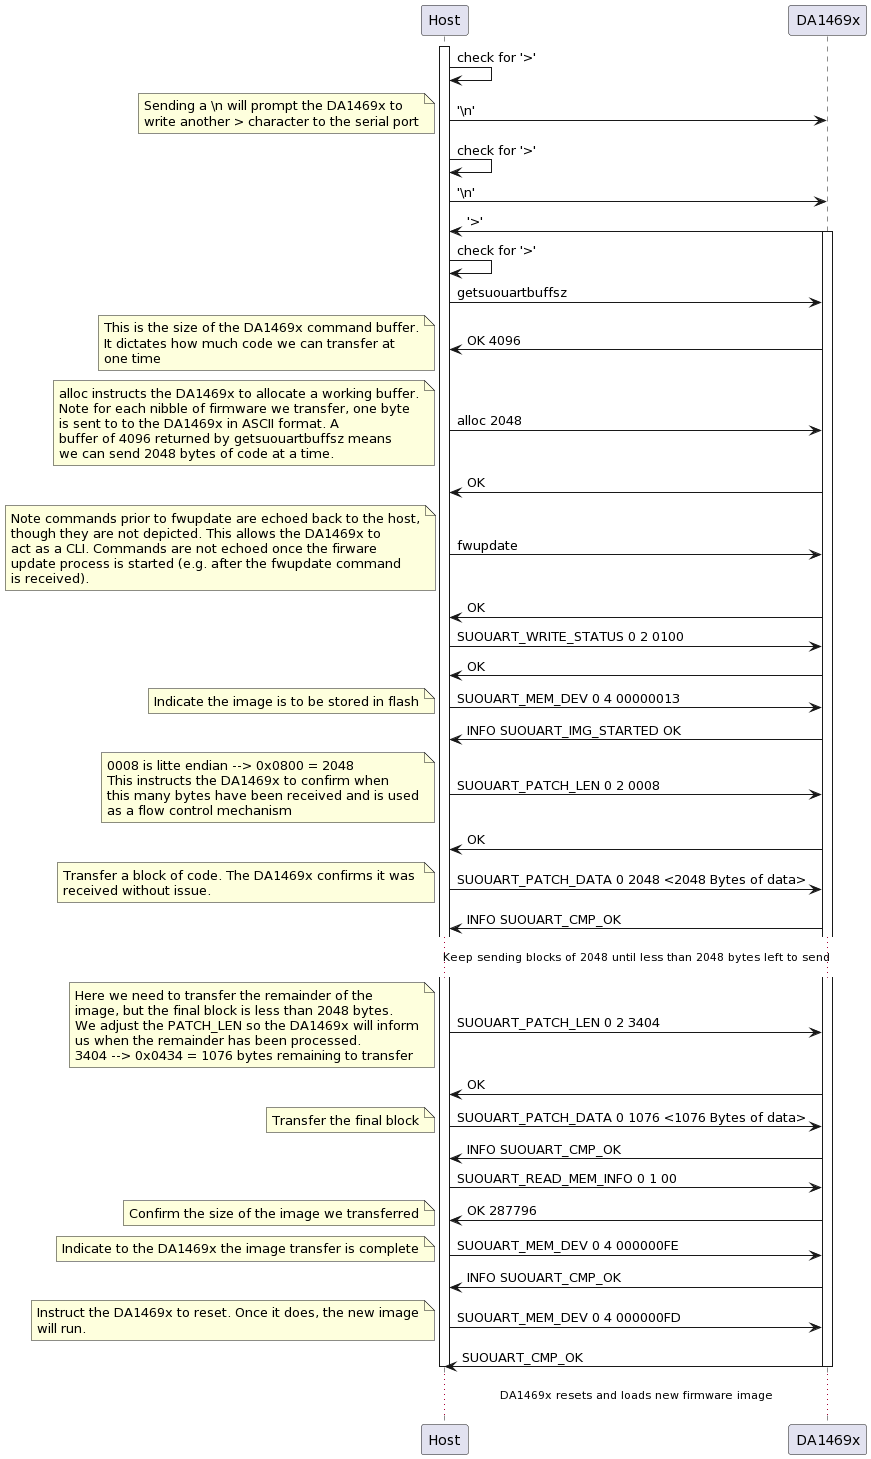 Host
DA1469x
check for '>'
Sending a \n will prompt the DA1469x to
write another > character to the serial port
'\n'
check for '>'
'\n'
'>'
check for '>'
getsuouartbuffsz
This is the size of the DA1469x command buffer.
It dictates how much code we can transfer at
one time
OK 4096
alloc instructs the DA1469x to allocate a working buffer.
Note for each nibble of firmware we transfer, one byte
is sent to to the DA1469x in ASCII format. A
buffer of 4096 returned by getsuouartbuffsz means
we can send 2048 bytes of code at a time.
alloc 2048
OK
Note commands prior to fwupdate are echoed back to the host,
though they are not depicted. This allows the DA1469x to
act as a CLI. Commands are not echoed once the firware
update process is started (e.g. after the fwupdate command
is received).
fwupdate
OK
SUOUART_WRITE_STATUS 0 2 0100
OK
Indicate the image is to be stored in flash
SUOUART_MEM_DEV 0 4 00000013
INFO SUOUART_IMG_STARTED OK
0008 is litte endian --> 0x0800 = 2048
This instructs the DA1469x to confirm when
this many bytes have been received and is used
as a flow control mechanism
SUOUART_PATCH_LEN 0 2 0008
OK
Transfer a block of code. The DA1469x confirms it was
received without issue.
SUOUART_PATCH_DATA 0 2048 <2048 Bytes of data>
INFO SUOUART_CMP_OK
Keep sending blocks of 2048 until less than 2048 bytes left to send
Here we need to transfer the remainder of the
image, but the final block is less than 2048 bytes.
We adjust the PATCH_LEN so the DA1469x will inform
us when the remainder has been processed.
3404 --> 0x0434 = 1076 bytes remaining to transfer
SUOUART_PATCH_LEN 0 2 3404
OK
Transfer the final block
SUOUART_PATCH_DATA 0 1076 <1076 Bytes of data>
INFO SUOUART_CMP_OK
SUOUART_READ_MEM_INFO 0 1 00
Confirm the size of the image we transferred
OK 287796
Indicate to the DA1469x the image transfer is complete
SUOUART_MEM_DEV 0 4 000000FE
INFO SUOUART_CMP_OK
Instruct the DA1469x to reset. Once it does, the new image
will run.
SUOUART_MEM_DEV 0 4 000000FD
SUOUART_CMP_OK
DA1469x resets and loads new firmware image
Host
DA1469x